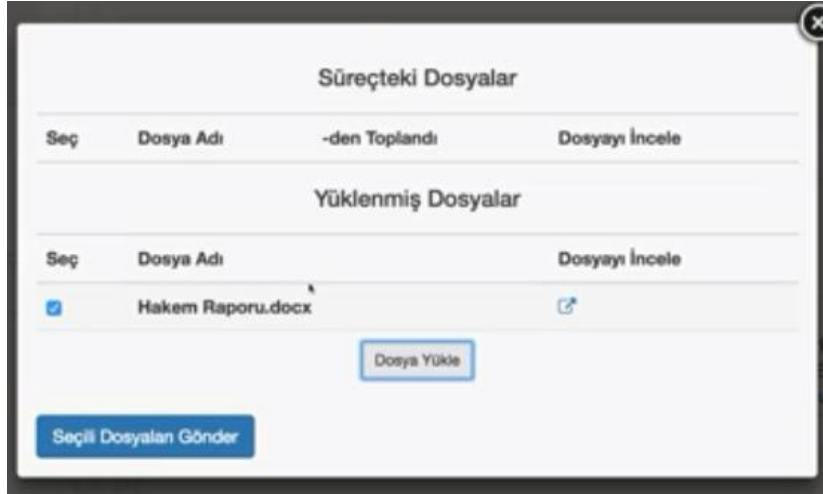 Süreçteki Dosyalar
Seç Dosya Adı -den Toplandı Dosyayı İncele
Yüklenmiş Dosyalar
Seç Dosya Adı Dosyayı İncele
Hakem Raporu.docx
Dosya Yükle
Seçili Dosyaları Gönder